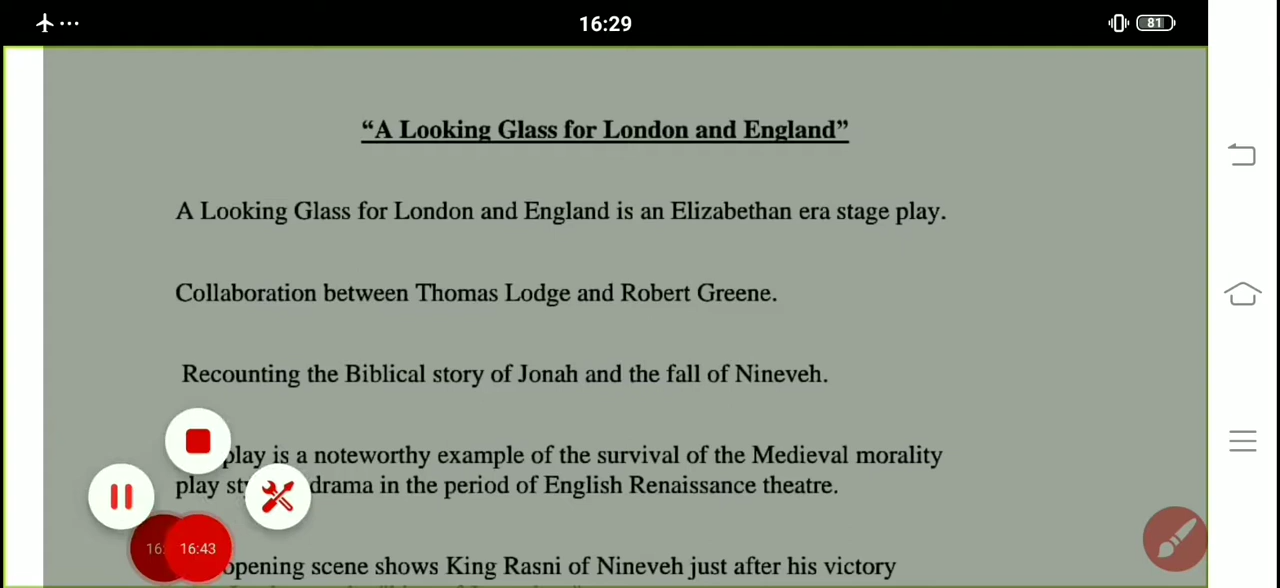 16:29
81
“A Looking Glass for London and England”
A Looking Glass for London and England is an Elizabethan era stage play.
Collaboration between Thomas Lodge and Robert Greene.
Recounting the Biblical story of Jonah and the fall of Nineveh.
play is a noteworthy example of the survival of the Medieval morality
play drama in the period of English Renaissance theatre.
16:43
opening scene shows King Rasni of Nineveh just after his victory